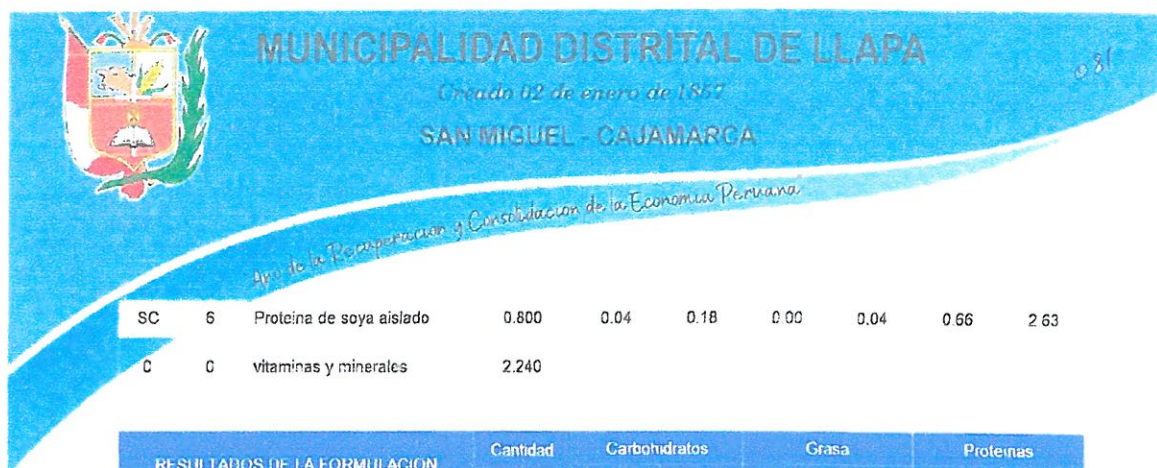 MUNICIPALIDAD DISTRITAL DE LLAPA
081
Creado 02 de enero de 1857
SAN MIGUEL - CAJAMARCA
"Año de la Recuperación y Consolidación de la Economía Peruana"
SC 6 Proteína de soya aislado 0.800 0.04 0.18 0.00 0.04 0.66 2.63
0 0 vitaminas y minerales 2.240
RESULTADOS DE LA FORMULACION Cantidad Carbohidratos Grasa Proteinas